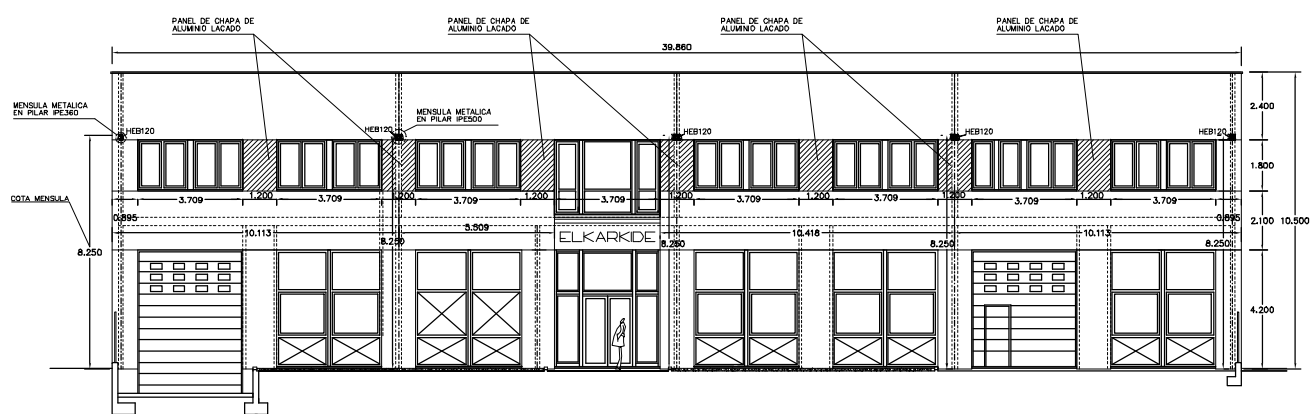 PANEL DE CHAPA DE
ALUMINIO LACADO
PANEL DE CHAPA DE
ALUMINIO LACADO
PANEL DE CHAPA DE
ALUMINIO LACADO
PANEL DE CHAPA DE
ALUMINIO LACADO
39.860
MENSULA METALICA
EN PILAR IPE360
MENSULA METALICA
EN PILAR IPE500
2.400
HEB120
HEB120
HEB120
HEB120
HEB120
1.800
COTA MENSULA
1.200
1.200
1.200
1.200
1.200
1.200
1.200
3.709
3.709
3.709
3.709
3.709
3.709
3.709
3.709
0.895
0.895
2.100
10.500
10.113
5.509
ELKARKIDE
10.418
10.113
8.250
8.250
8.250
8.250
8.250
4.200